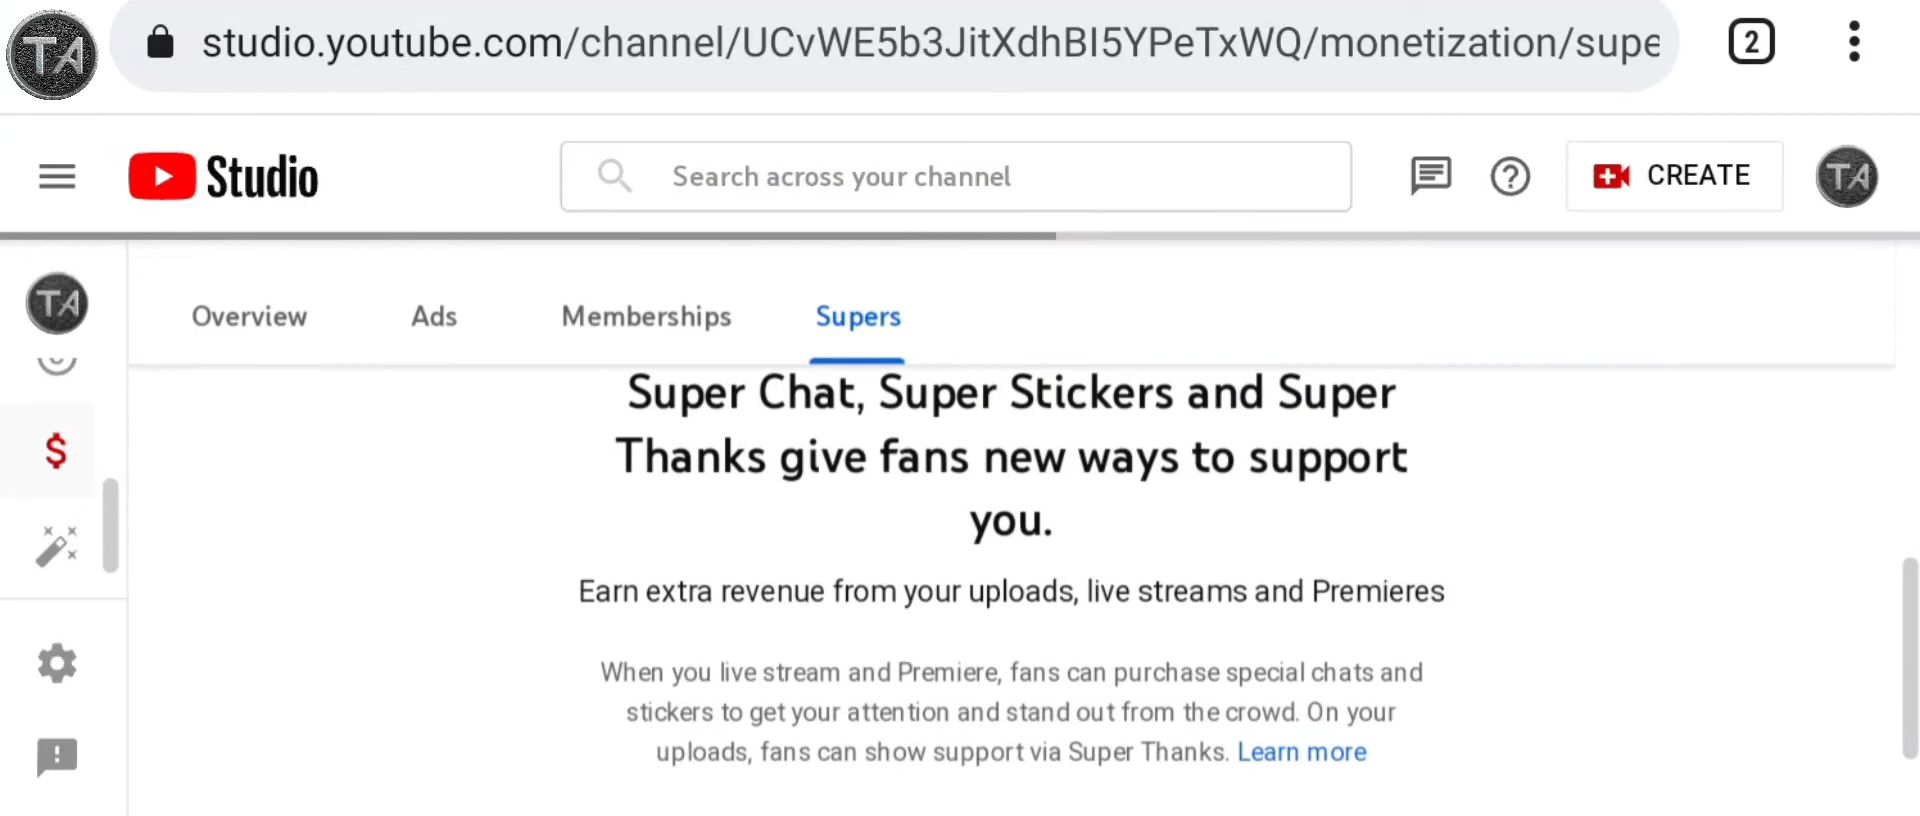 TA
studio.youtube.com/channel/UCvWE5b3JitXdhBI5YPeTxWQ/monetization/supe
2
Studio
Search across your channel
CREATE
TA
TA
Overview Ads Memberships Supers
Super Chat, Super Stickers and Super
Thanks give fans new ways to support
you.
Earn extra revenue from your uploads, live streams and Premieres
When you live stream and Premiere, fans can purchase special chats and
stickers to get your attention and stand out from the crowd. On your
uploads, fans can show support via Super Thanks. Learn more